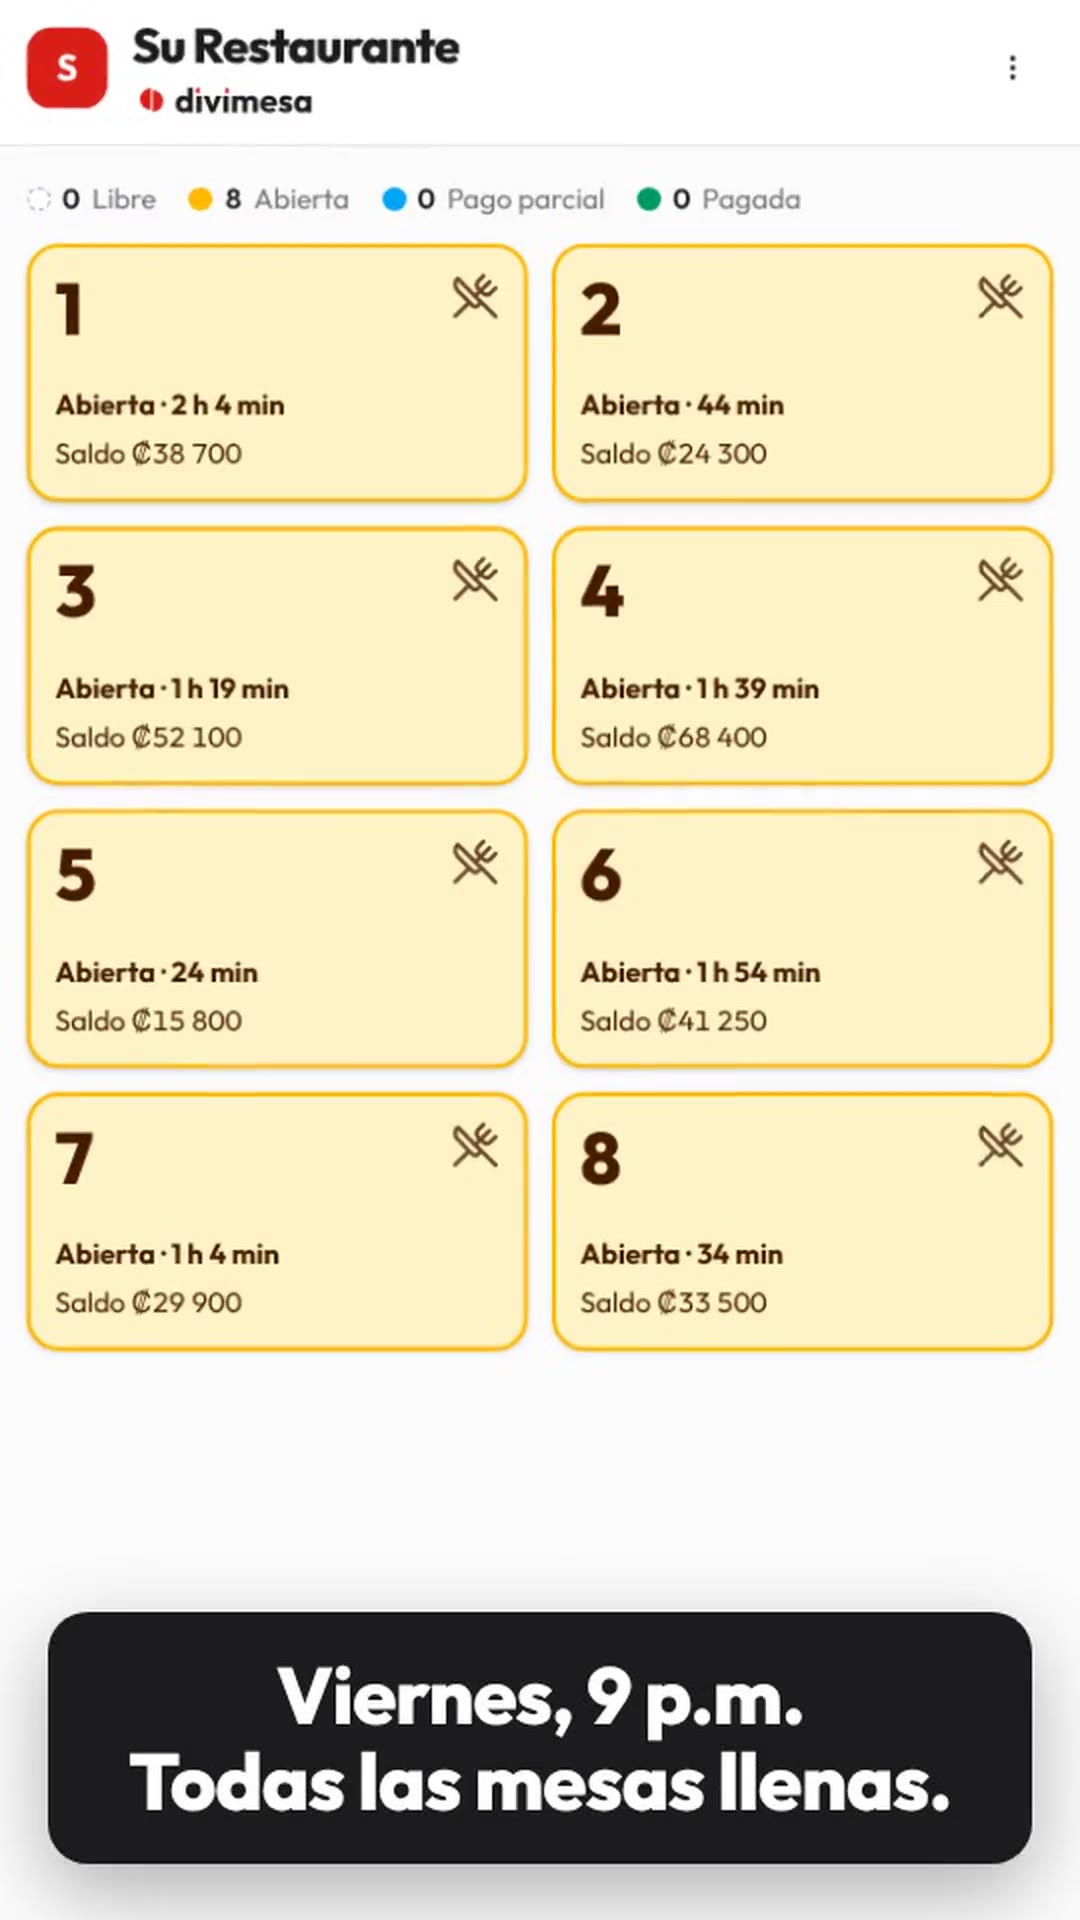 S
Su Restaurante
divimesa
0 Libre 8 Abierta 0 Pago parcial 0 Pagada
1
Abierta · 2 h 4 min
Saldo ₡38 700
2
Abierta · 44 min
Saldo ₡24 300
3
Abierta · 1 h 19 min
Saldo ₡52 100
4
Abierta · 1 h 39 min
Saldo ₡68 400
5
Abierta · 24 min
Saldo ₡15 800
6
Abierta · 1 h 54 min
Saldo ₡41 250
7
Abierta · 1 h 4 min
Saldo ₡29 900
8
Abierta · 34 min
Saldo ₡33 500
Viernes, 9 p.m.
Todas las mesas llenas.